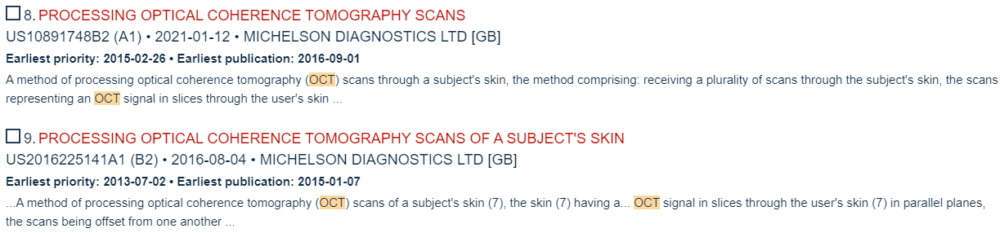 8. PROCESSING OPTICAL COHERENCE TOMOGRAPHY SCANS
US10891748B2 (A1) • 2021-01-12 • MICHELSON DIAGNOSTICS LTD [GB]
Earliest priority: 2015-02-26 • Earliest publication: 2016-09-01
A method of processing optical coherence tomography (OCT) scans through a subject's skin, the method comprising: receiving a plurality of scans through the subject's skin, the scans
representing an OCT signal in slices through the user's skin ...
9. PROCESSING OPTICAL COHERENCE TOMOGRAPHY SCANS OF A SUBJECT'S SKIN
US2016225141A1 (B2) • 2016-08-04 • MICHELSON DIAGNOSTICS LTD [GB]
Earliest priority: 2013-07-02 • Earliest publication: 2015-01-07
...A method of processing optical coherence tomography (OCT) scans of a subject's skin (7), the skin (7) having a... OCT signal in slices through the user's skin (7) in parallel planes,
the scans being offset from one another ...